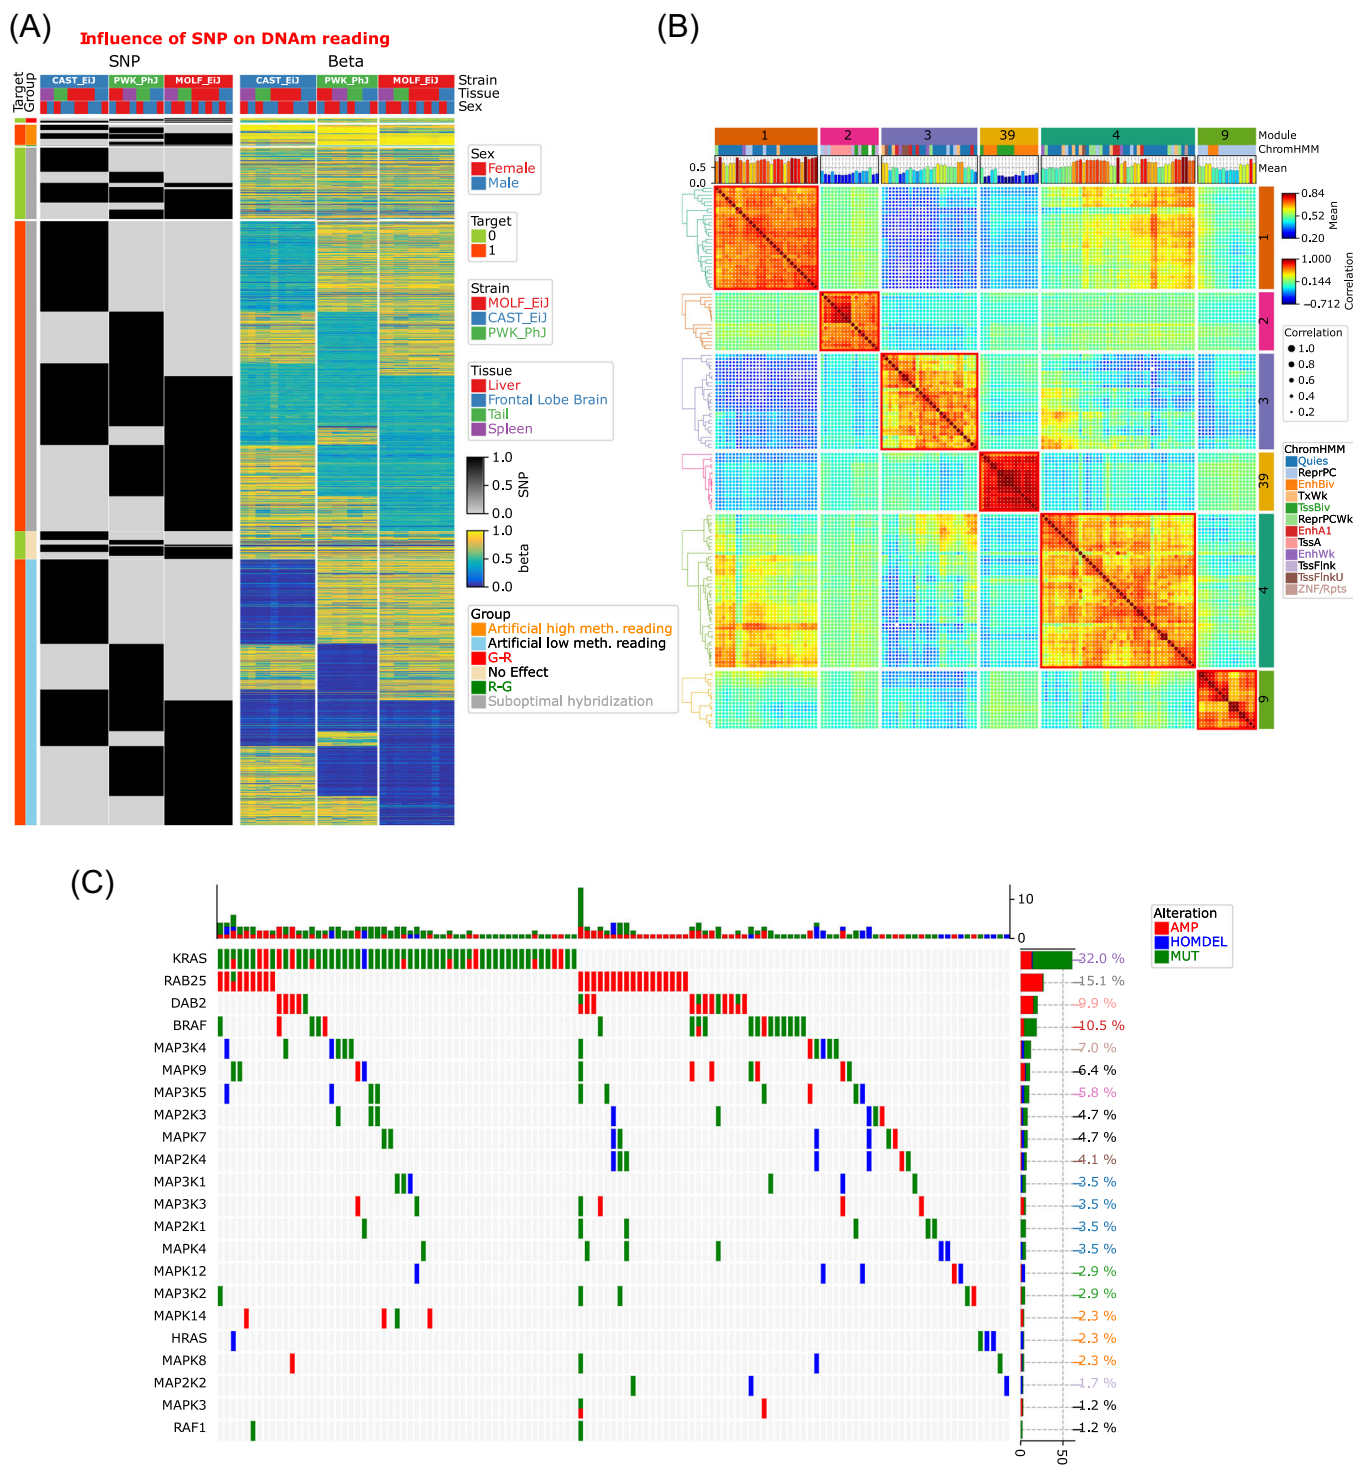 (A)
Influence of SNP on DNAm reading
SNP
Beta
Target
Group
CAST_EiJ
PWK_PhJ
MOLF_EiJ
CAST_EiJ
PWK_PhJ
MOLF_EiJ
Strain
Tissue
Sex
Sex
Female
Male
Target
0
1
Strain
MOLF_EiJ
CAST_EiJ
PWK_PhJ
Tissue
Liver
Frontal Lobe Brain
Tail
Spleen
1.0
0.5
0.0
SNP
1.0
0.5
0.0
beta
Group
Artificial high meth. reading
Artificial low meth. reading
G-R
No Effect
R-G
Suboptimal hybridization
(B)
1
2
3
39
4
9
Module
ChromHMM
Mean
0.5
0.0
1
2
3
39
4
9
0.84
0.52
0.20
Mean
1.000
0.144
−0.712
Correlation
Correlation
1.0
0.8
0.6
0.4
0.2
ChromHMM
Quies
ReprPC
EnhBiv
TxWk
TssBiv
ReprPCWk
EnhA1
TssA
EnhWk
TssFlnk
TssFlnkU
ZNF/Rpts
(C)
10
0
Alteration
AMP
HOMDEL
MUT
KRAS 32.0 %
RAB25 15.1 %
DAB2 9.9 %
BRAF 10.5 %
MAP3K4 7.0 %
MAPK9 6.4 %
MAP3K5 5.8 %
MAP2K3 4.7 %
MAPK7 4.7 %
MAP2K4 4.1 %
MAP3K1 3.5 %
MAP3K3 3.5 %
MAP2K1 3.5 %
MAPK4 3.5 %
MAPK12 2.9 %
MAP3K2 2.9 %
MAPK14 2.3 %
HRAS 2.3 %
MAPK8 2.3 %
MAP2K2 1.7 %
MAPK3 1.2 %
RAF1 1.2 %
0
50